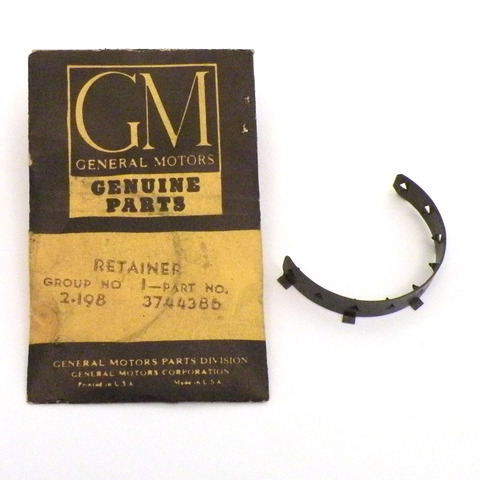 GM
GENERAL MOTORS
GENUINE
PARTS
RETAINER
GROUP NO 1-PART NO.
2.198 3744385
GENERAL MOTORS PARTS DIVISION
GENERAL MOTORS CORPORATION
Printed in U.S.A. Made in U.S.A.